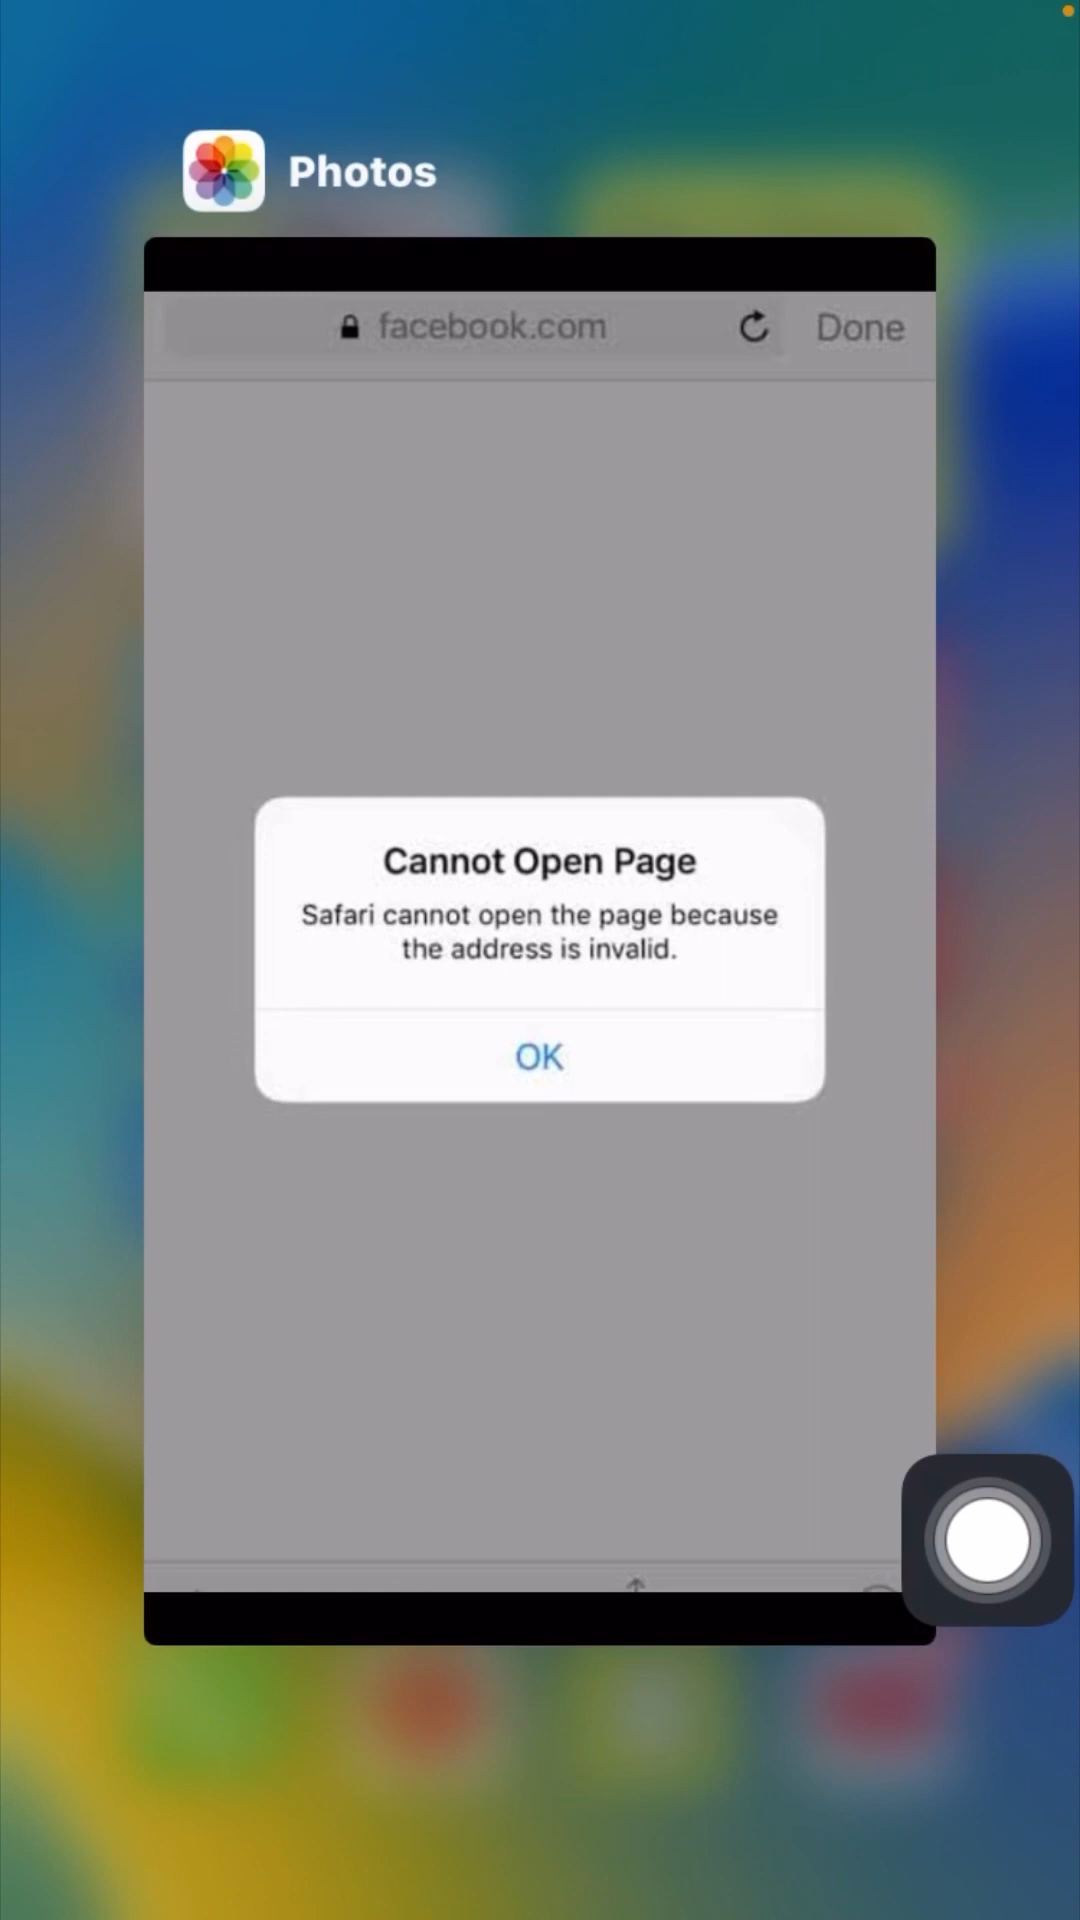 Photos
facebook.com
Done
Cannot Open Page
Safari cannot open the page because
the address is invalid.
OK